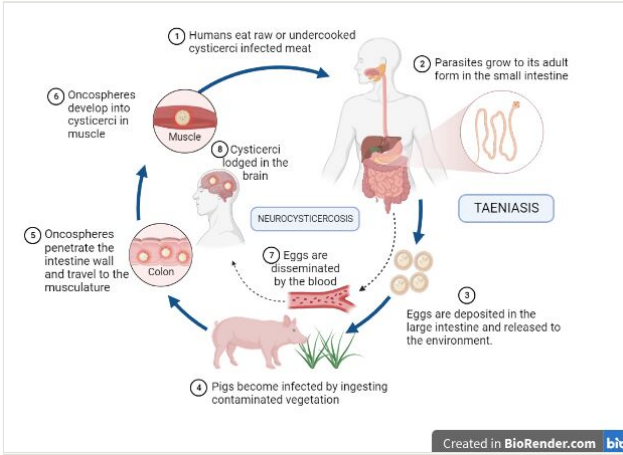 1 Humans eat raw or undercooked
cysticerci infected meat
2 Parasites grow to its adult
form in the small intestine
TAENIASIS
3
Eggs are deposited in the
large intestine and released to
the environment.
4 Pigs become infected by ingesting
contaminated vegetation
5 Oncospheres
penetrate the
intestine wall
and travel to the
musculature
Colon
6 Oncospheres
develop into
cysticerci in
muscle
Muscle
7 Eggs are
disseminated
by the blood
8 Cysticerci
lodged in the
brain
NEUROCYSTICERCOSIS
Created in BioRender.com bio